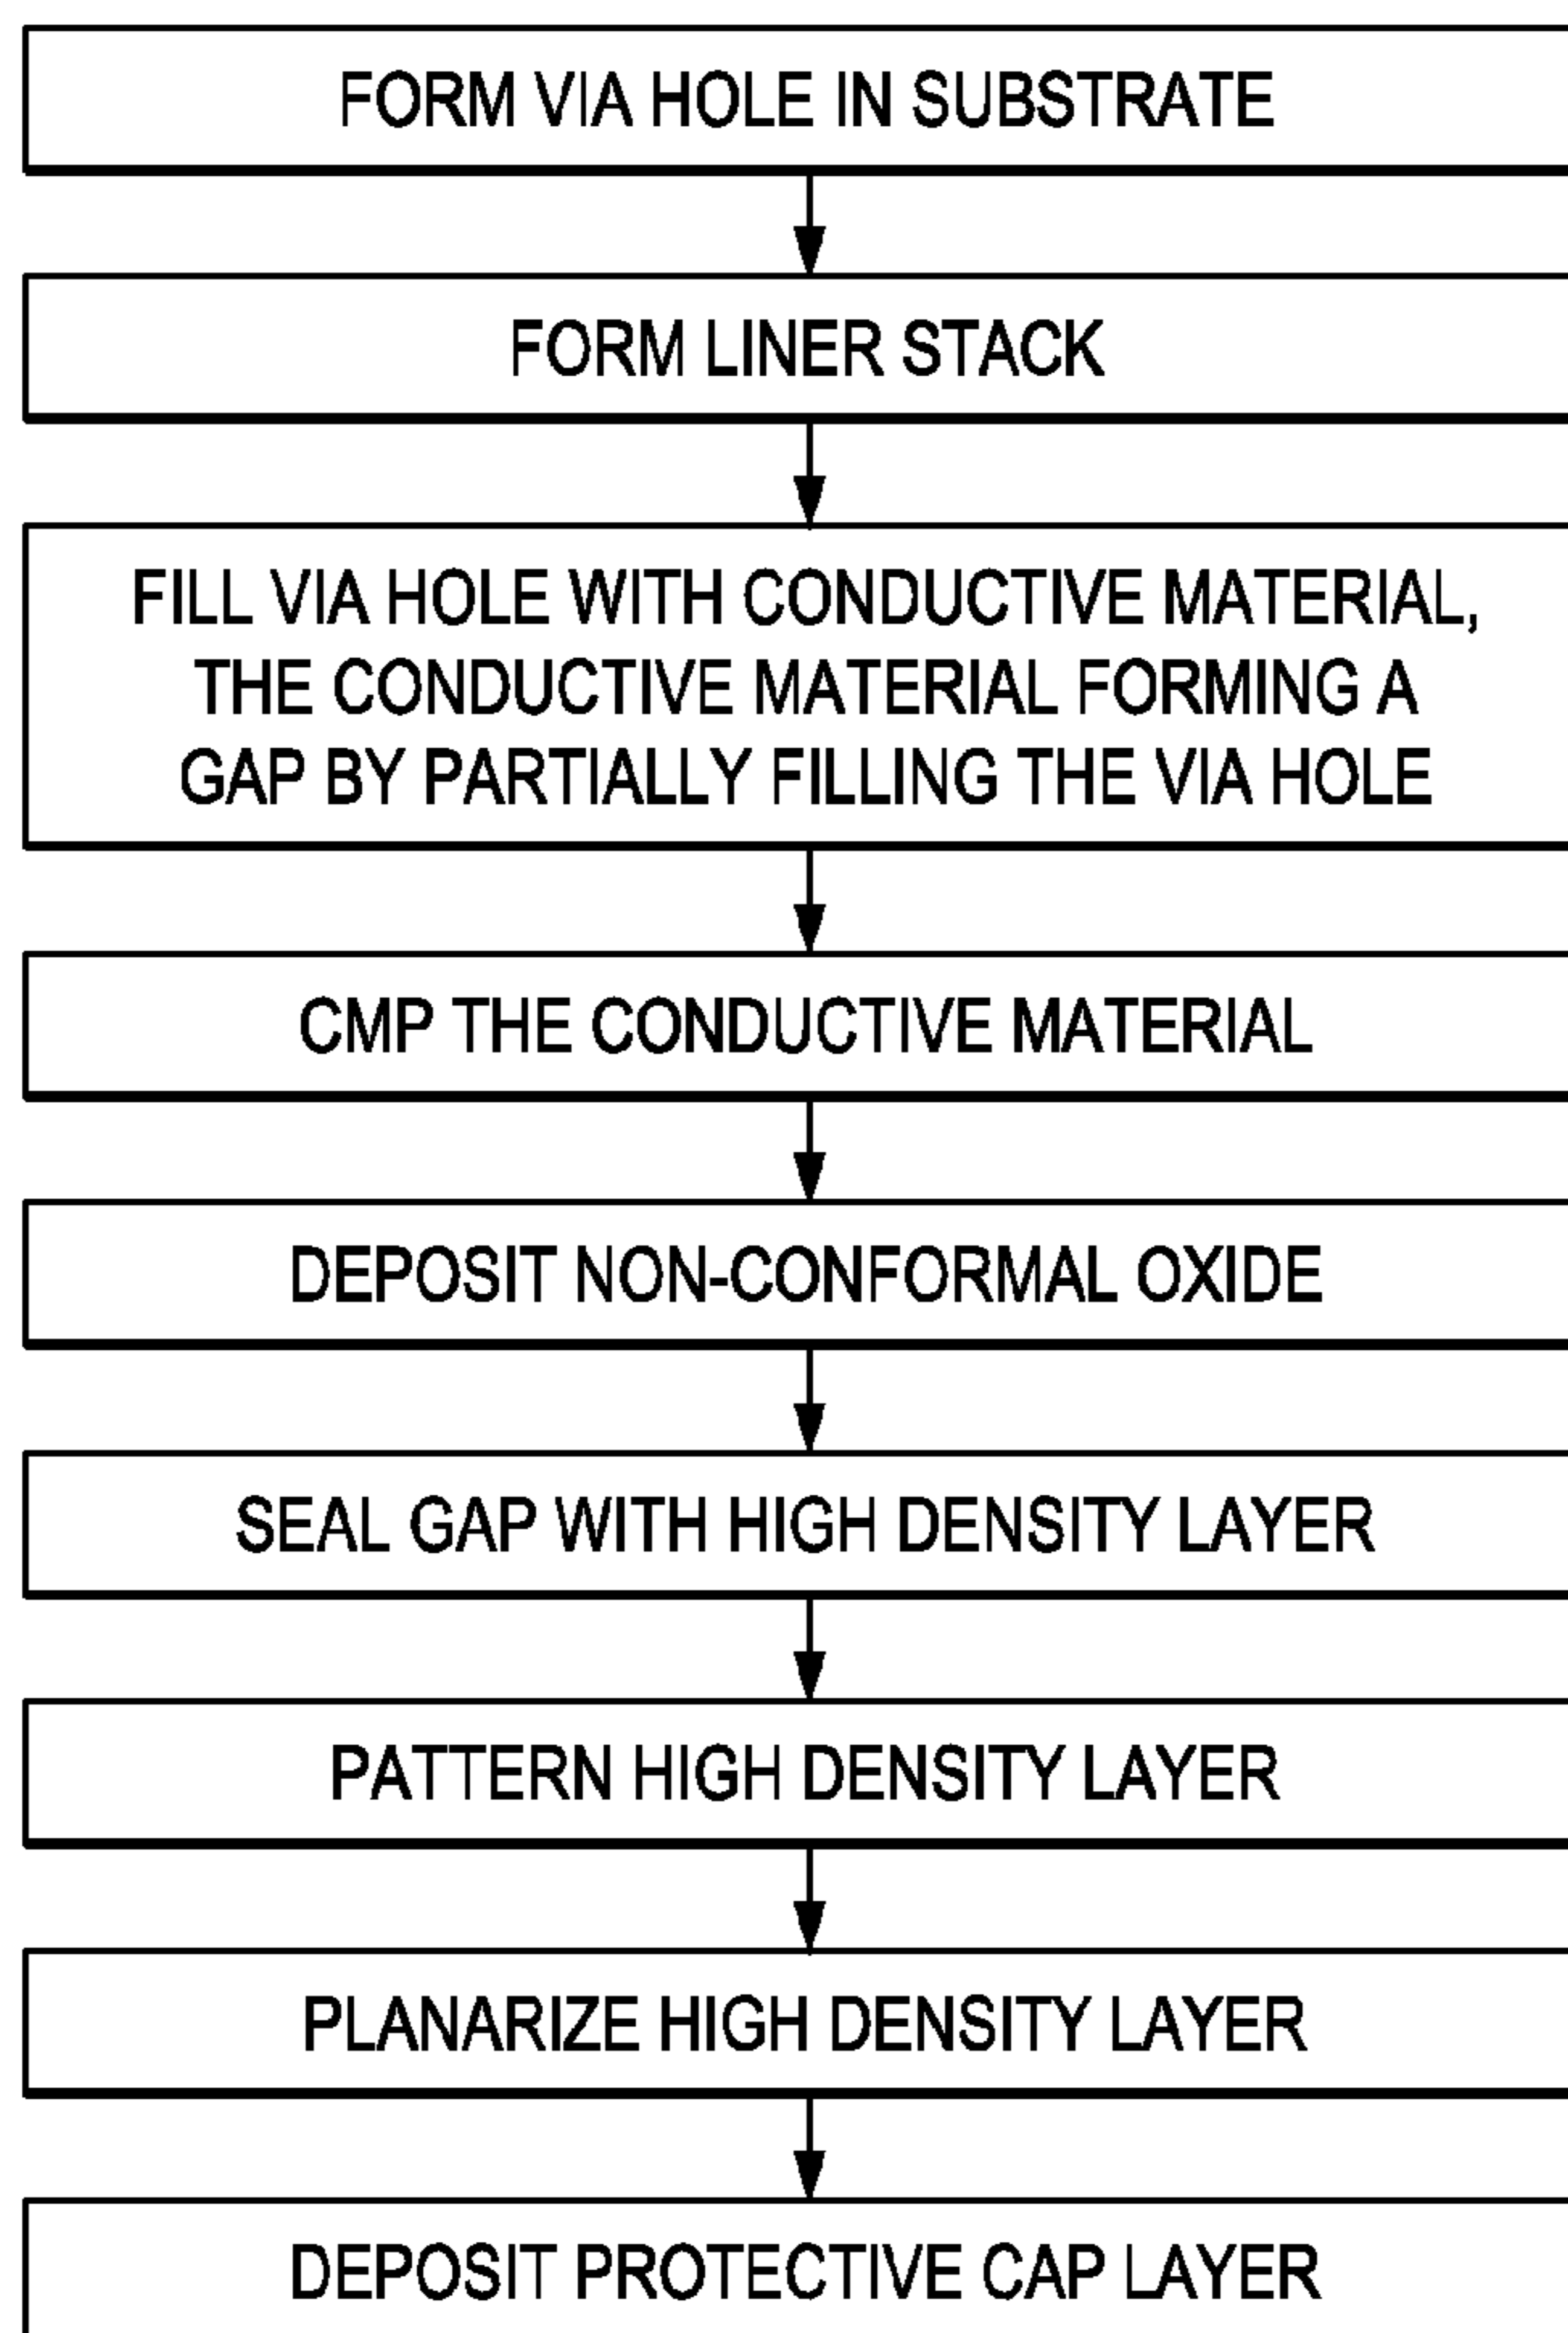 FORM VIA HOLE IN SUBSTRATE
FORM LINER STACK
FILL VIA HOLE WITH CONDUCTIVE MATERIAL,
THE CONDUCTIVE MATERIAL FORMING A
GAP BY PARTIALLY FILLING THE VIA HOLE
CMP THE CONDUCTIVE MATERIAL
DEPOSIT NON-CONFORMAL OXIDE
SEAL GAP WITH HIGH DENSITY LAYER
PATTERN HIGH DENSITY LAYER
PLANARIZE HIGH DENSITY LAYER
DEPOSIT PROTECTIVE CAP LAYER